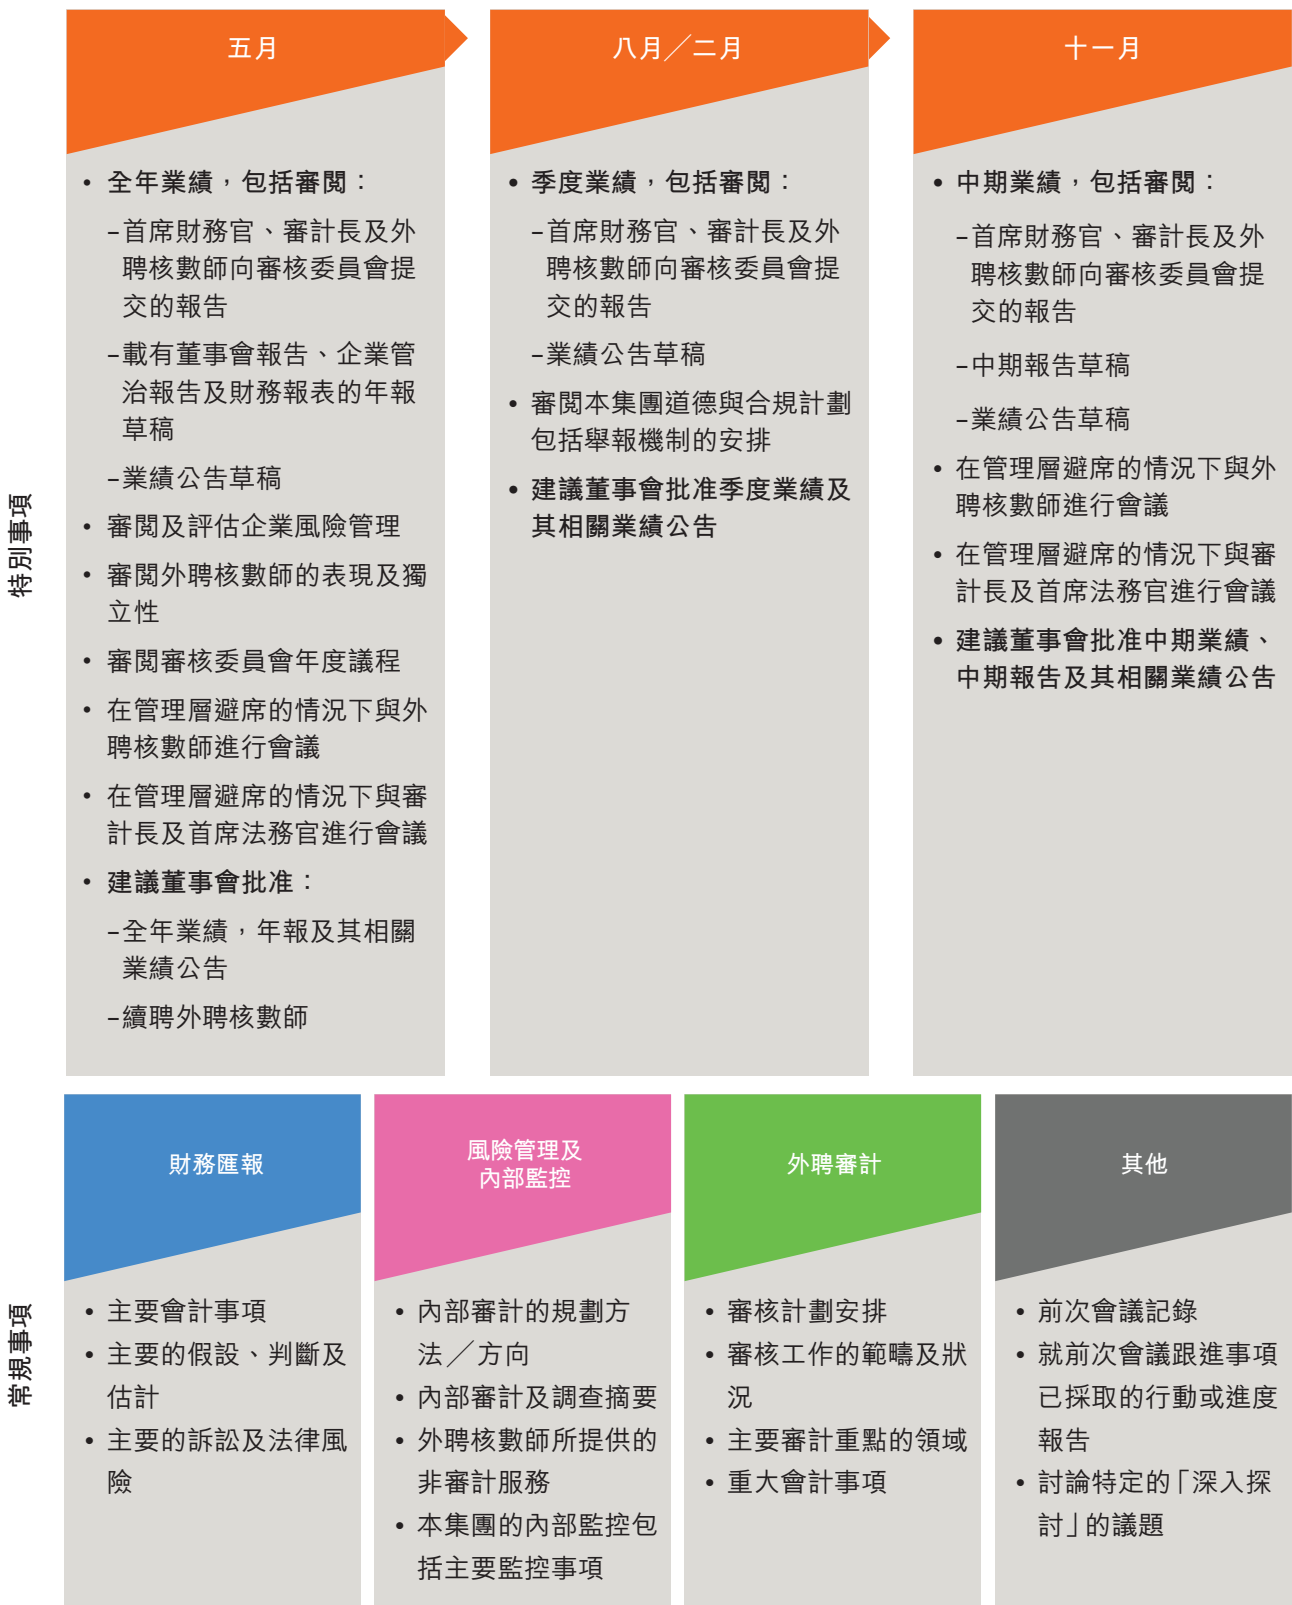 特別事項
五月
• 全年業績，包括審閱：
–首席財務官、審計長及外
聘核數師向審核委員會提
交的報告
–載有董事會報告、企業管
治報告及財務報表的年報
草稿
–業績公告草稿
• 審閱及評估企業風險管理
• 審閱外聘核數師的表現及獨
立性
• 審閱審核委員會年度議程
• 在管理層避席的情況下與外
聘核數師進行會議
• 在管理層避席的情況下與審
計長及首席法務官進行會議
• 建議董事會批准：
–全年業績，年報及其相關
業績公告
–續聘外聘核數師
八月／二月
• 季度業績，包括審閱：
–首席財務官、審計長及外
聘核數師向審核委員會提
交的報告
–業績公告草稿
• 審閱本集團道德與合規計劃
包括舉報機制的安排
• 建議董事會批准季度業績及
其相關業績公告
十一月
• 中期業績，包括審閱：
–首席財務官、審計長及外
聘核數師向審核委員會提
交的報告
–中期報告草稿
–業績公告草稿
• 在管理層避席的情況下與外
聘核數師進行會議
• 在管理層避席的情況下與審
計長及首席法務官進行會議
• 建議董事會批准中期業績、
中期報告及其相關業績公告
常規事項
財務匯報
• 主要會計事項
• 主要的假設、判斷及
估計
• 主要的訴訟及法律風
險
風險管理及
內部監控
• 內部審計的規劃方
法／方向
• 內部審計及調查摘要
• 外聘核數師所提供的
非審計服務
• 本集團的內部監控包
括主要監控事項
外聘審計
• 審核計劃安排
• 審核工作的範疇及狀
況
• 主要審計重點的領域
• 重大會計事項
其他
• 前次會議記錄
• 就前次會議跟進事項
已採取的行動或進度
報告
• 討論特定的「深入探
討」的議題